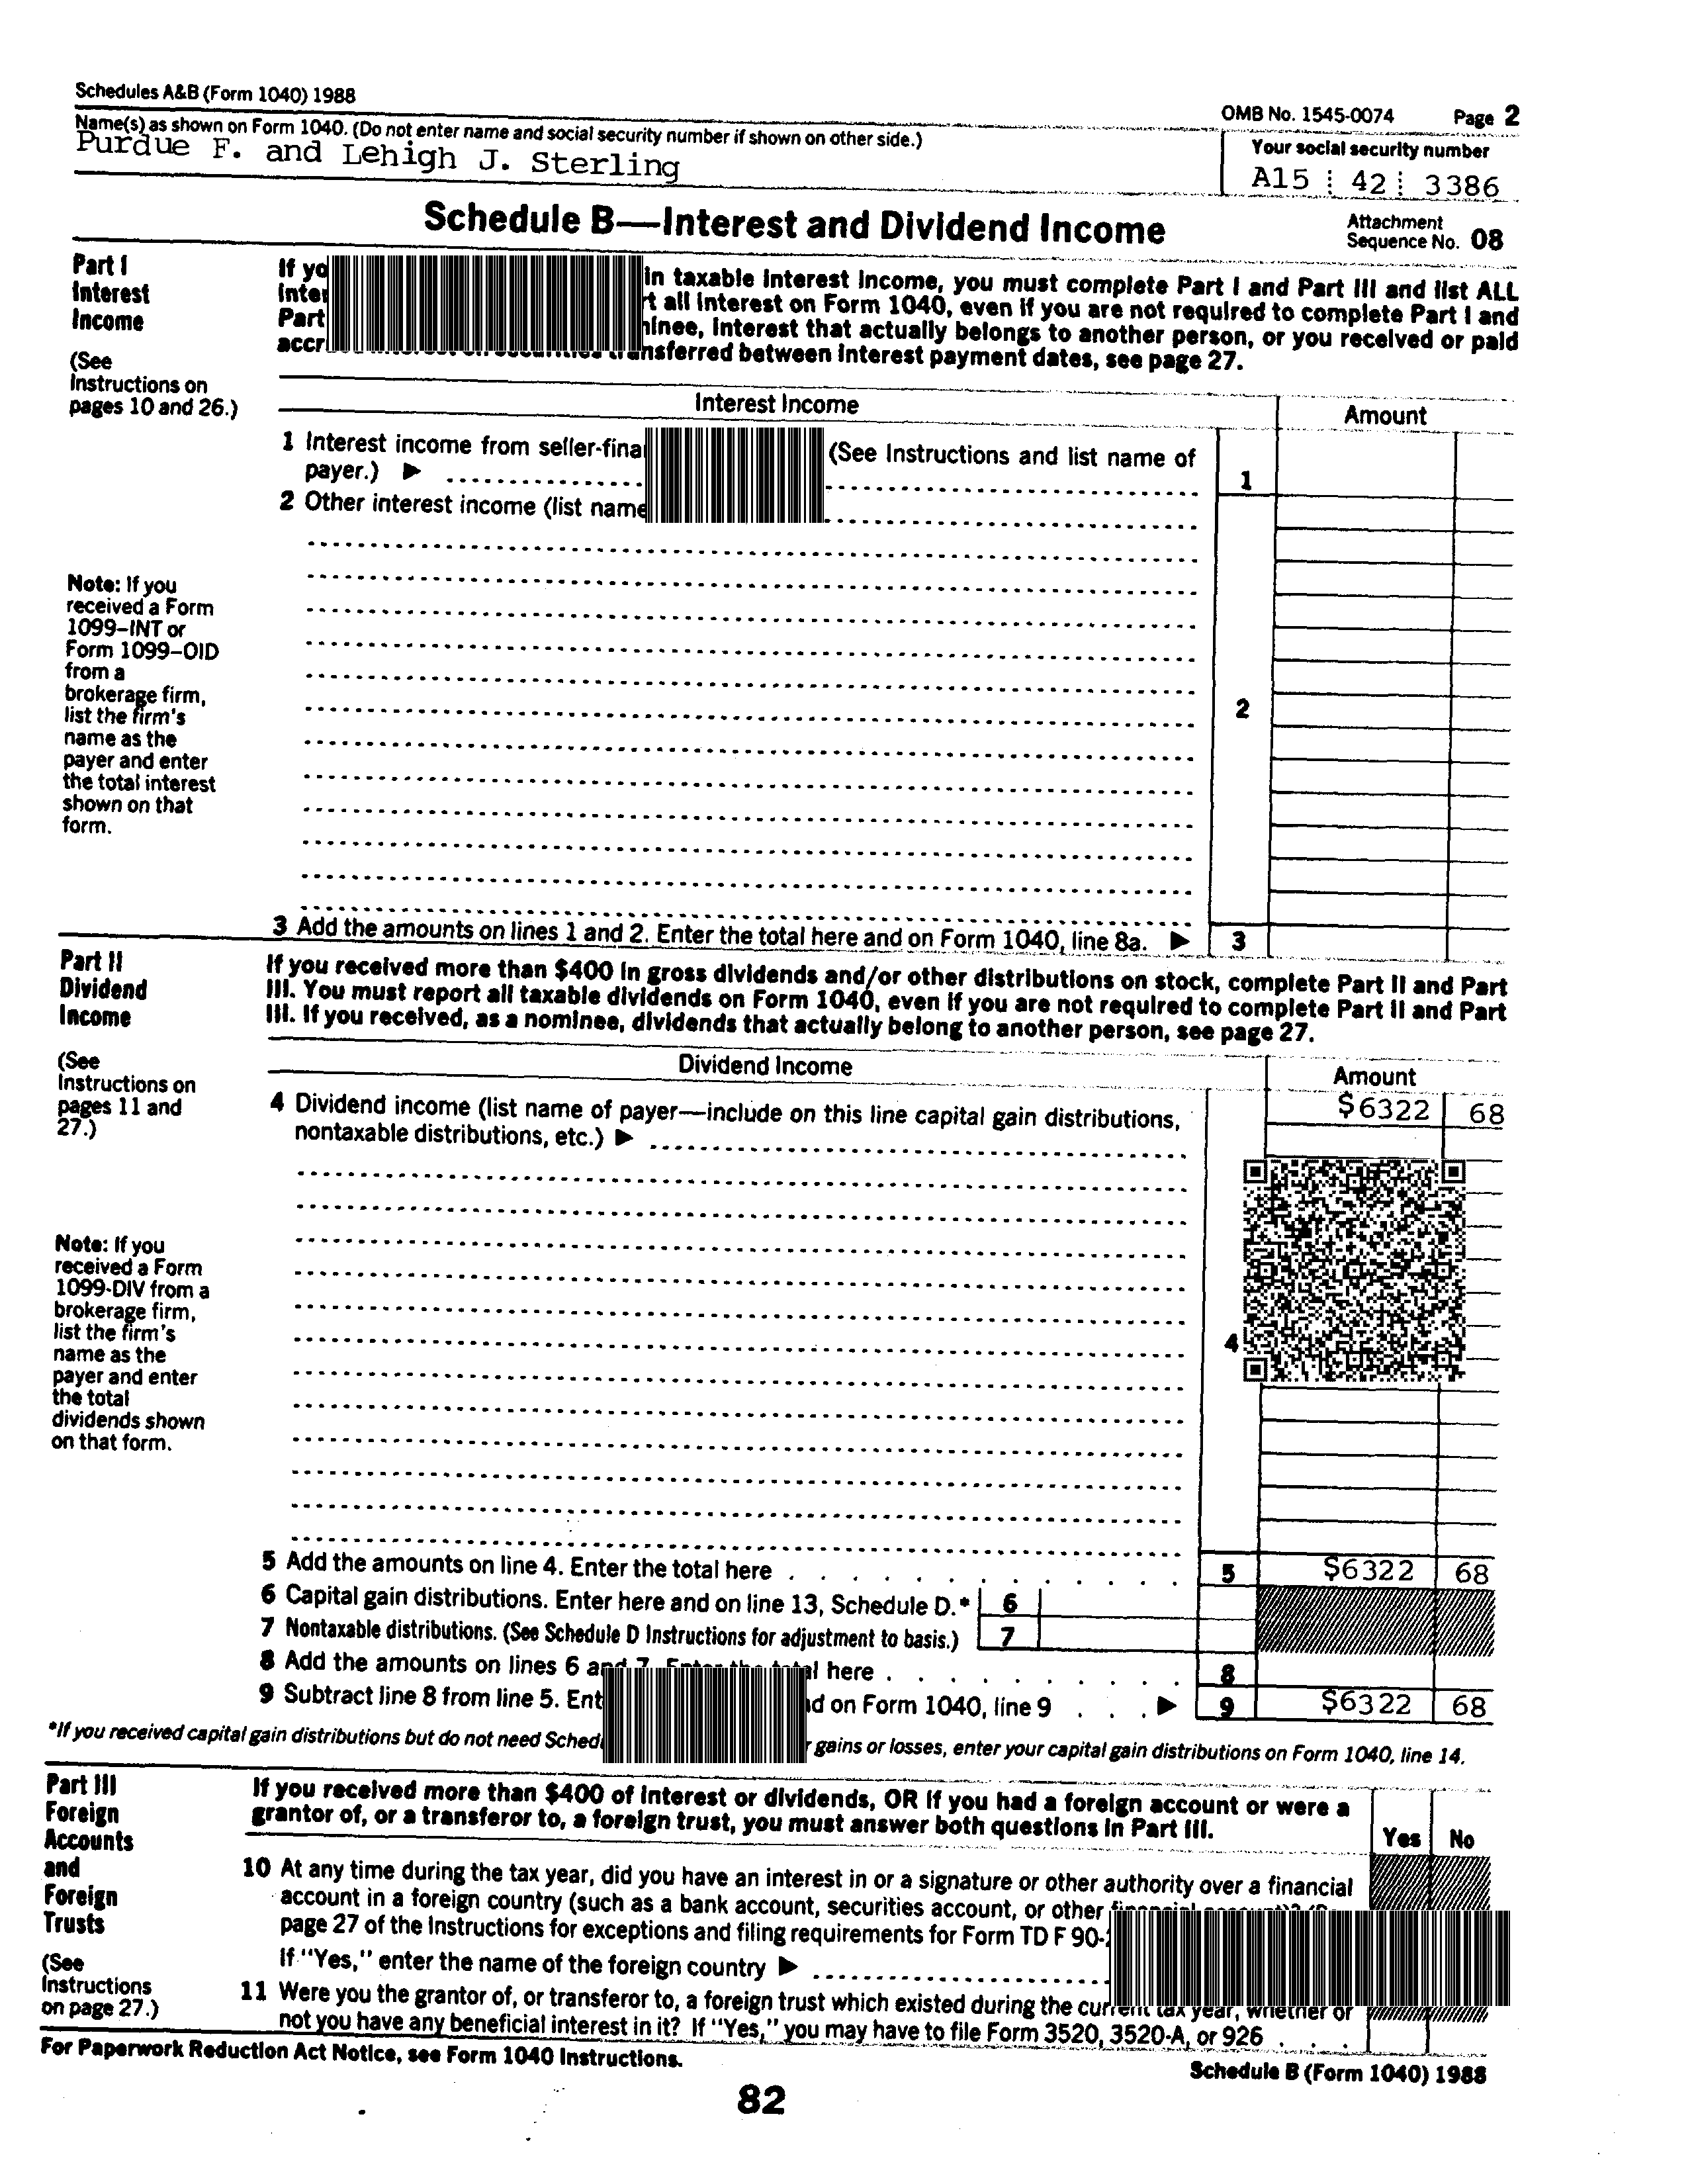 Schedules A&B (Form 1040) 1988
OMB No. 1545-0074 Page 2
Name(s) as shown on Form 1040. (Do not enter name and social security number if shown on other side.)
Purdue F. and Lehigh J. Sterling
Your social security number
A15 42 3386
Schedule B—Interest and Dividend Income
Attachment
Sequence No. 08
Part I
Interest
Income
(See
Instructions on
pages 10 and 26.)
If
in taxable interest income, you must complete Part I and Part III and list ALL
all interest on Form 1040, even if you are not required to complete Part I and
Part
interest that actually belongs to another person, or you received or paid
between interest payment dates, see page 27.
Interest Income
Amount
1 Interest income from
(See Instructions and list name of
payer.) ▶
1
2 Other interest income (list name
Note: If you
received a Form
1099–INT or
Form 1099–OID
from a
brokerage firm,
list the firm's
name as the
payer and enter
the total interest
shown on that
form.
2
3 Add the amounts on lines 1 and 2. Enter the total here and on Form 1040, line 8a. ▶ 3
Part II
Dividend
Income
(See
Instructions on
pages 11 and
27.)
If you received more than $400 in gross dividends and/or other distributions on stock, complete Part II and Part
III. You must report all taxable dividends on Form 1040, even if you are not required to complete Part II and Part
III. If you received, as a nominee, dividends that actually belong to another person, see page 27.
Dividend Income
Amount
4 Dividend income (list name of payer—include on this line capital gain distributions,
nontaxable distributions, etc.) ▶
$6322 68
Note: If you
received a Form
1099-DIV from a
brokerage firm,
list the firm's
name as the
payer and enter
the total
dividends shown
on that form.
4
5 Add the amounts on line 4. Enter the total here . . . 5 $6322 68
6 Capital gain distributions. Enter here and on line 13, Schedule D.* 6
7 Nontaxable distributions. (See Schedule D Instructions for adjustment to basis.) 7
8 Add the amounts on lines 6 and 7. Enter the total here . . . 8
9 Subtract line 8 from line 5.
on Form 1040, line 9 . . . ▶ 9 $6322 68
*If you received capital gain distributions but do not need
gains or losses, enter your capital gain distributions on Form 1040, line 14.
Part III
Foreign
Accounts
and
Foreign
Trusts
(See
Instructions
on page 27.)
If you received more than $400 of interest or dividends, OR if you had a foreign account or were a
grantor of, or a transferor to, a foreign trust, you must answer both questions in Part III.
Yes No
10 At any time during the tax year, did you have an interest in or a signature or other authority over a financial
account in a foreign country (such as a bank account, securities account, or other
page 27 of the Instructions for exceptions and filing requirements for Form TD F
If "Yes," enter the name of the foreign country ▶
11 Were you the grantor of, or transferor to, a foreign trust which existed during the current tax year, whether or
not you have any beneficial interest in it? If "Yes," you may have to file Form 3520, 3520-A, or 926 . . .
For Paperwork Reduction Act Notice, see Form 1040 Instructions.
Schedule B (Form 1040) 1988
82